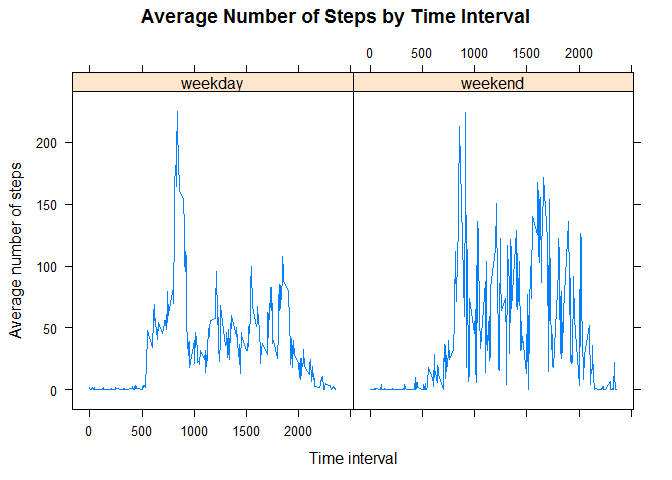 Average Number of Steps by Time Interval
0 500 1000 1500 2000
weekday weekend
Average number of steps
200
150
100
50
0
0 500 1000 1500 2000
Time interval